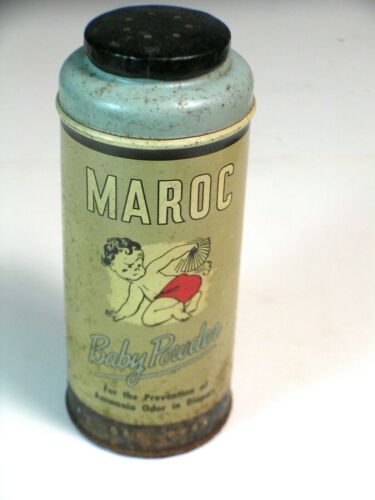 MAROC
Baby Powder
For the Prevention of
Ammonia Odor in Diapers